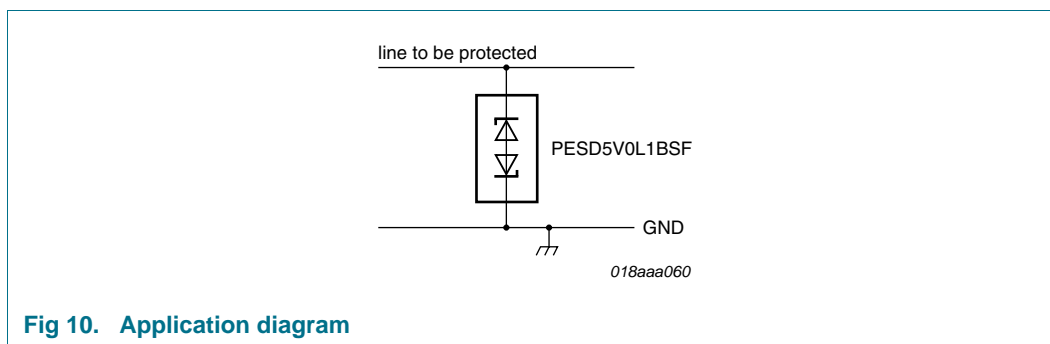 line to be protected
PESD5V0L1BSF
GND
018aaa060
Fig 10. Application diagram